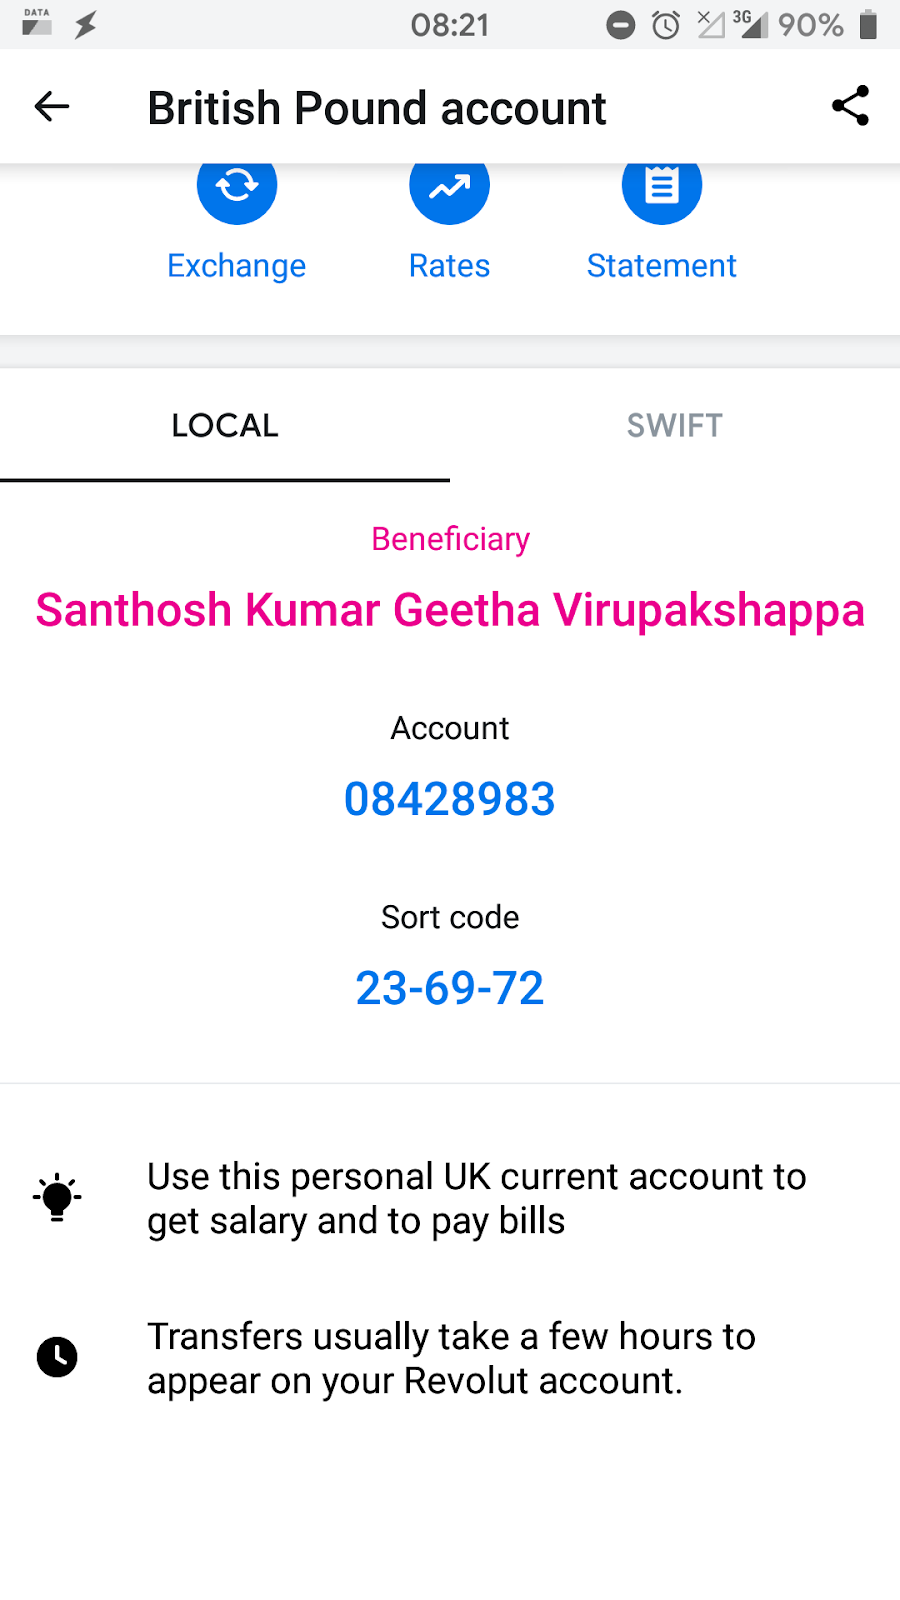 DATA
08:21
3G
90%
British Pound account
Exchange
Rates
Statement
LOCAL
SWIFT
Beneficiary
Santhosh Kumar Geetha Virupakshappa
Account
08428983
Sort code
23-69-72
Use this personal UK current account to
get salary and to pay bills
Transfers usually take a few hours to
appear on your Revolut account.